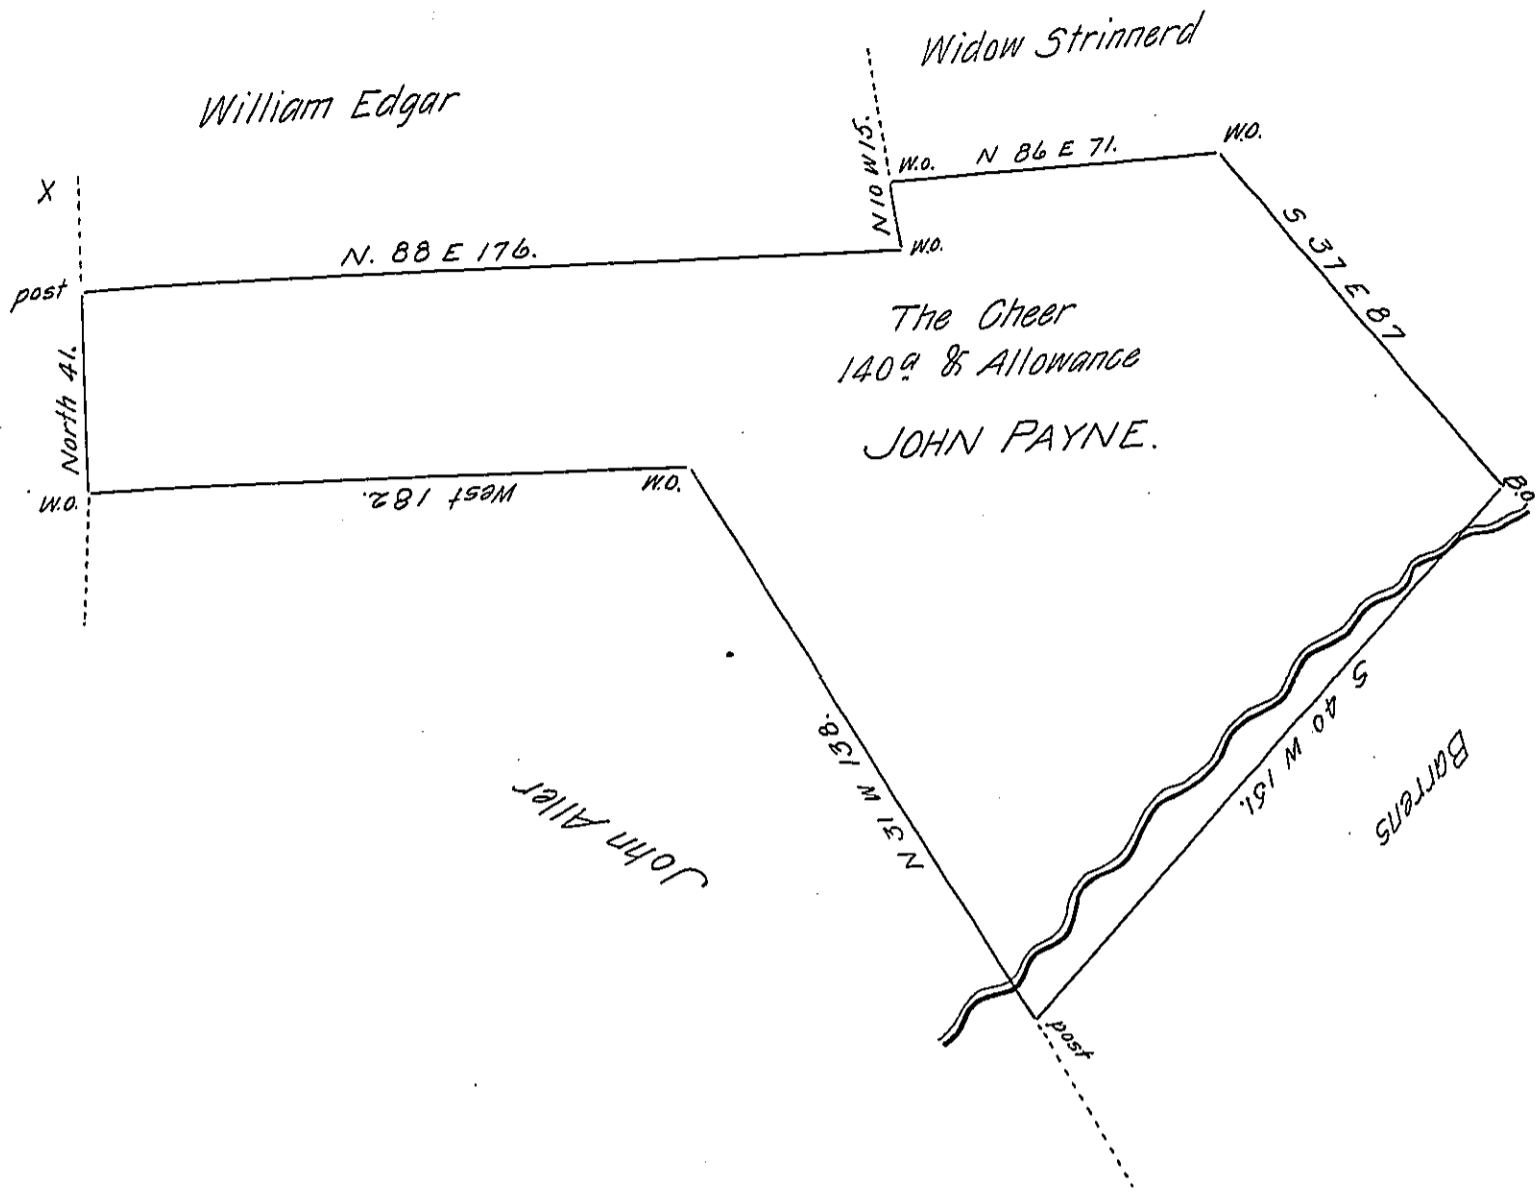 Widow Strinnerd
William Edgar
X
N 10 W 15.
W.O.
N 86 E 71.
W.O.
post
N. 88 E 176.
W.O.
S 37 E 87
The Cheer
140a & Allowance
JOHN PAYNE.
North 41.
W.O.
West 182.
W.O.
B.O.
S 40 W 151.
Barrens
N 31 W 138.
John Aller
post